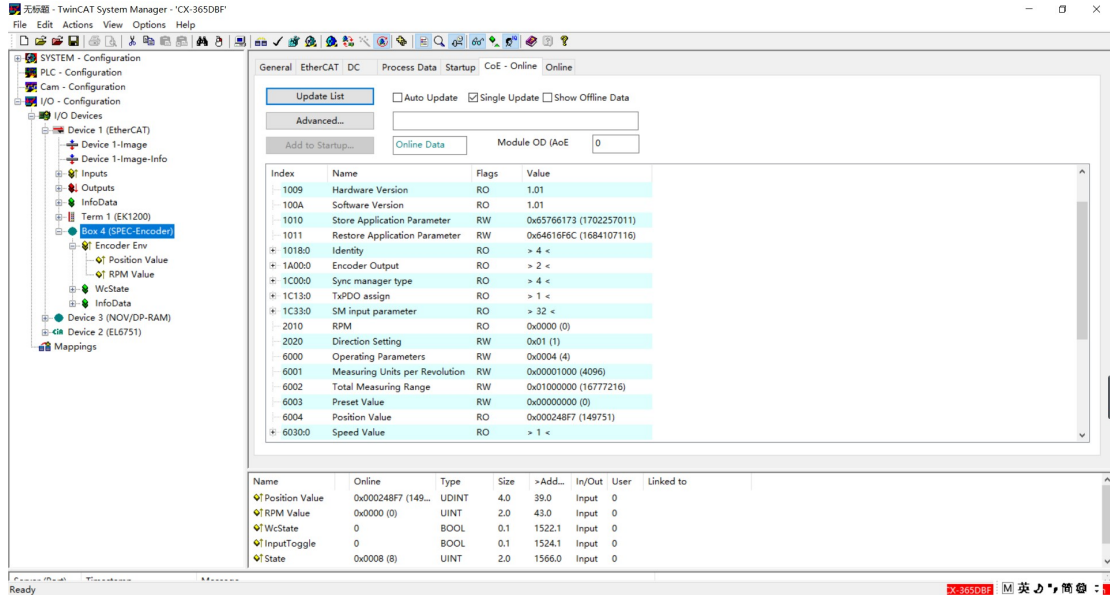 无标题 - TwinCAT System Manager - 'CX-365DBF'
File Edit Actions View Options Help
SYSTEM - Configuration
PLC - Configuration
Cam - Configuration
I/O - Configuration
I/O Devices
Device 1 (EtherCAT)
Device 1-Image
Device 1-Image-Info
Inputs
Outputs
InfoData
Term 1 (EK1200)
Box 4 (SPEC-Encoder)
Encoder Env
Position Value
RPM Value
WcState
InfoData
Device 3 (NOV/DP-RAM)
Device 2 (EL6751)
Mappings
General EtherCAT DC Process Data Startup CoE - Online Online
Update List Auto Update Single Update Show Offline Data
Advanced...
Add to Startup... Online Data Module OD (AoE 0
Index Name Flags Value
1009 Hardware Version RO 1.01
100A Software Version RO 1.01
1010 Store Application Parameter RW 0x65766173 (1702257011)
1011 Restore Application Parameter RW 0x64616F6C (1684107116)
1018:0 Identity RO > 4 <
1A00:0 Encoder Output RO > 2 <
1C00:0 Sync manager type RO > 4 <
1C13:0 TxPDO assign RO > 1 <
1C33:0 SM input parameter RO > 32 <
2010 RPM RO 0x0000 (0)
2020 Direction Setting RW 0x01 (1)
6000 Operating Parameters RW 0x0004 (4)
6001 Measuring Units per Revolution RW 0x00001000 (4096)
6002 Total Measuring Range RW 0x01000000 (16777216)
6003 Preset Value RW 0x00000000 (0)
6004 Position Value RO 0x000248F7 (149751)
6030:0 Speed Value RO > 1 <
Name Online Type Size >Add... In/Out User Linked to
Position Value 0x000248F7 (149... UDINT 4.0 39.0 Input 0
RPM Value 0x0000 (0) UINT 2.0 43.0 Input 0
WcState 0 BOOL 0.1 1522.1 Input 0
InputToggle 0 BOOL 0.1 1524.1 Input 0
State 0x0008 (8) UINT 2.0 1566.0 Input 0
Server (Port) Timestamp Message
Ready CX-365DBF M 英 简